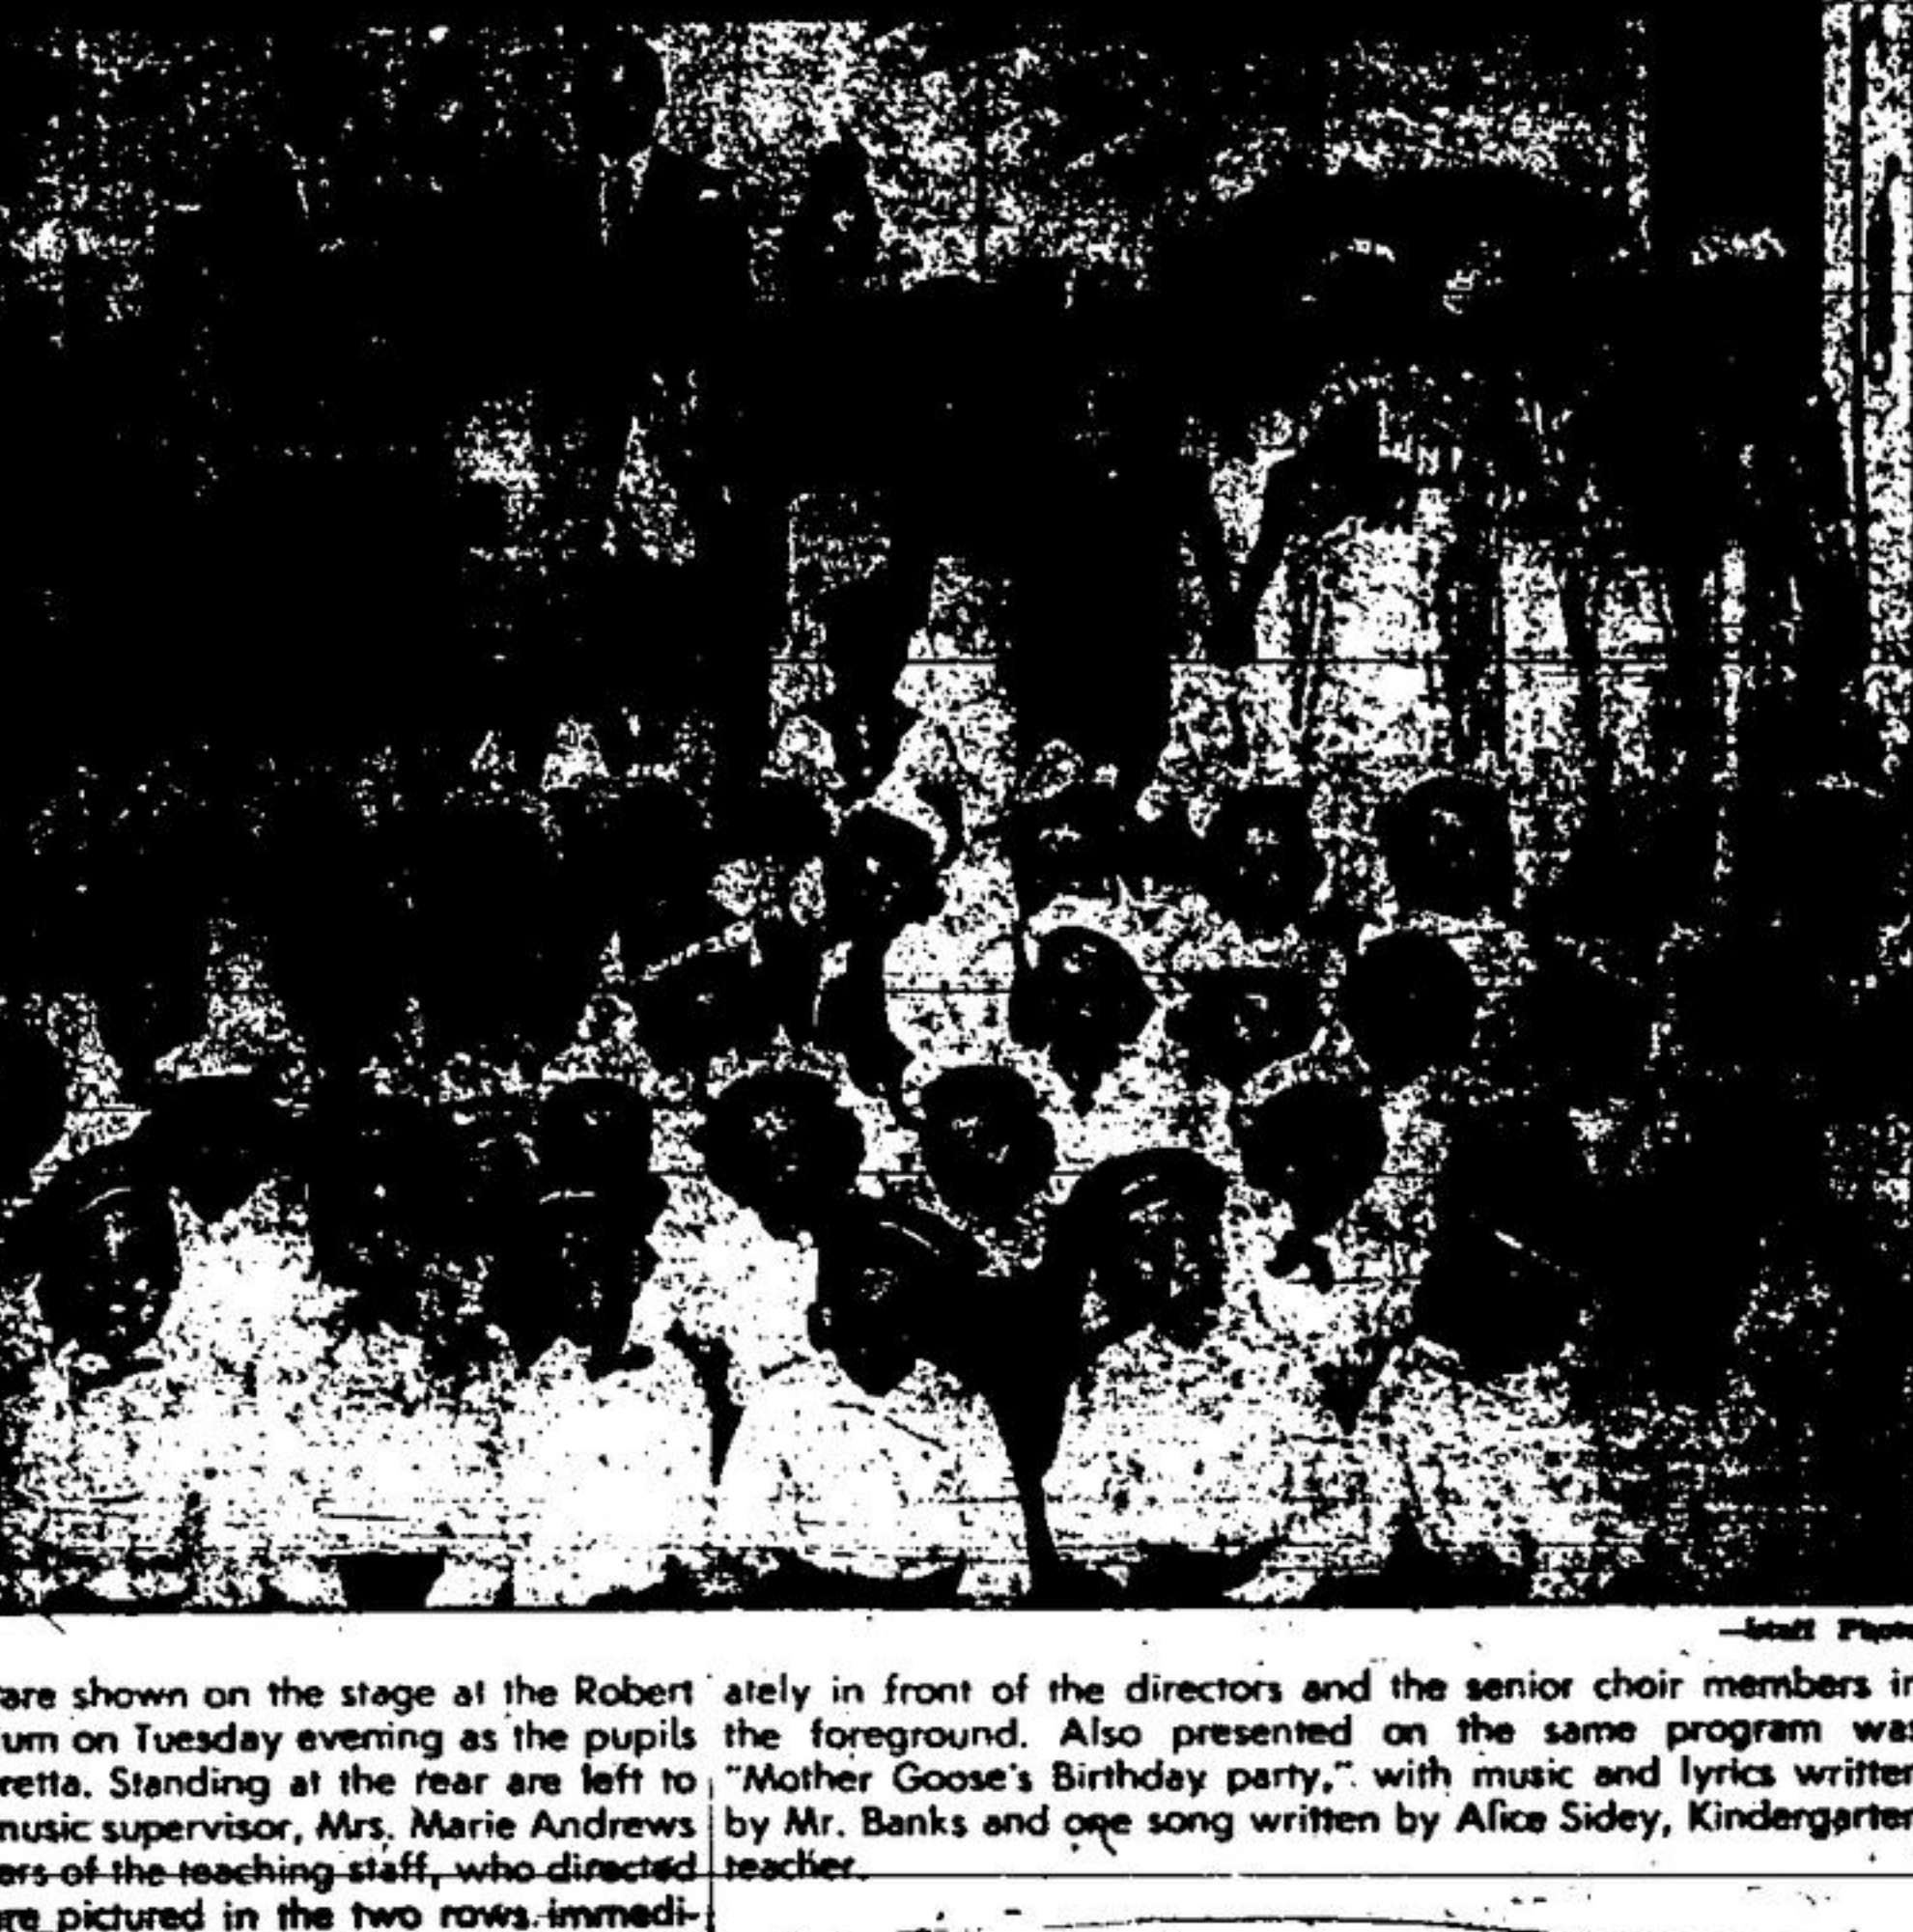 —Staff Photo
are shown on the stage at the Robert
um on Tuesday evening as the pupils
retta. Standing at the rear are left to
music supervisor, Mrs. Marie Andrews
ers of the teaching staff, who directed
re pictured in the two rows immedi-
ately in front of the directors and the senior choir members in
the foreground. Also presented on the same program was
"Mother Goose's Birthday party," with music and lyrics written
by Mr. Banks and one song written by Alice Sidey, Kindergarten
teacher.